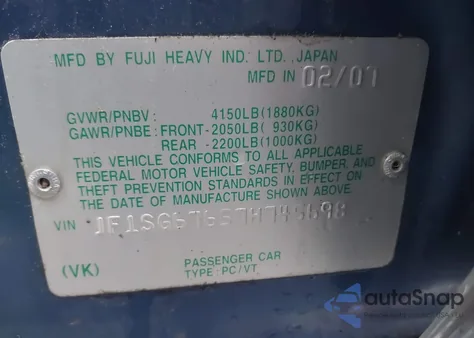 MFD BY FUJI HEAVY IND. LTD.,JAPAN
MFD IN 02/07
GVWR/PNBV : 4150LB(1880KG)
GAWR/PNBE : FRONT-2050LB( 930KG)
REAR -2200LB(1000KG)
THIS VEHICLE CONFORMS TO ALL APPLICABLE
FEDERAL MOTOR VEHICLE SAFETY, BUMPER, AND
THEFT PREVENTION STANDARDS IN EFFECT ON
THE DATE OF MANUFACTURE SHOWN ABOVE.
VIN
(VK)
PASSENGER CAR
TYPE : PC/VT
autoSnap